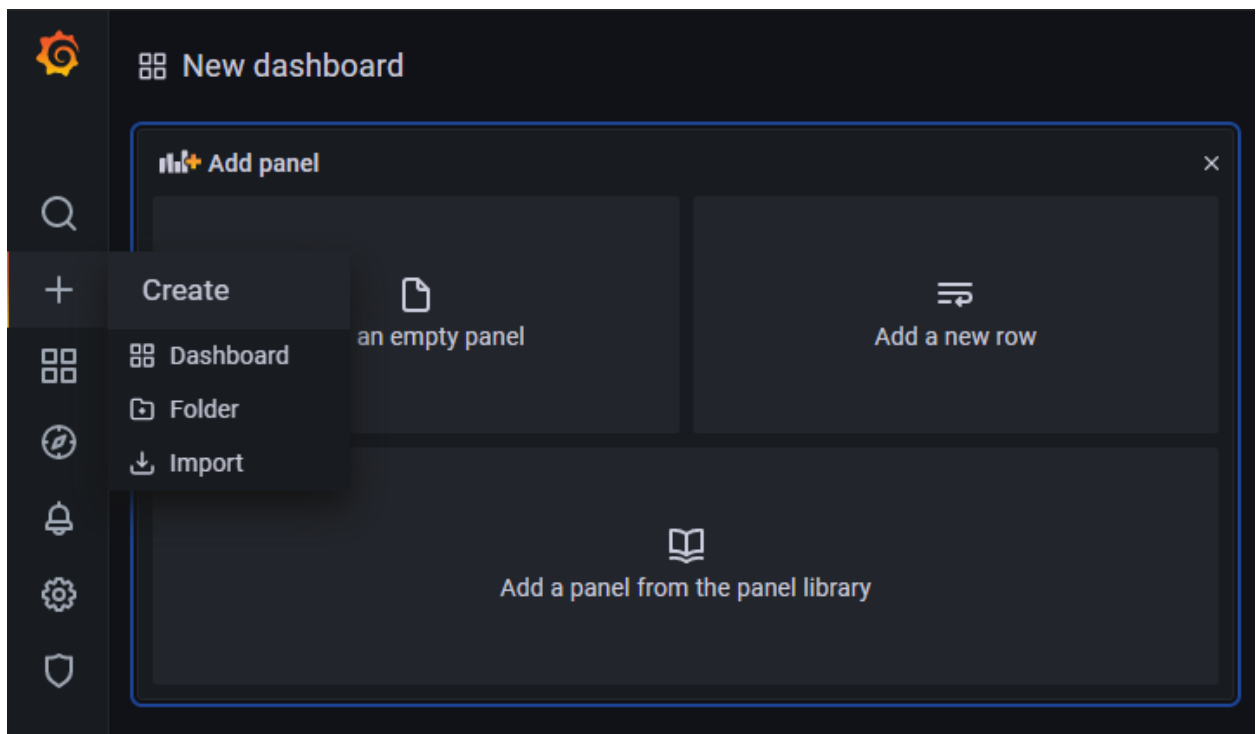 New dashboard
Add panel
Create
an empty panel
Add a new row
Dashboard
Folder
Import
Add a panel from the panel library